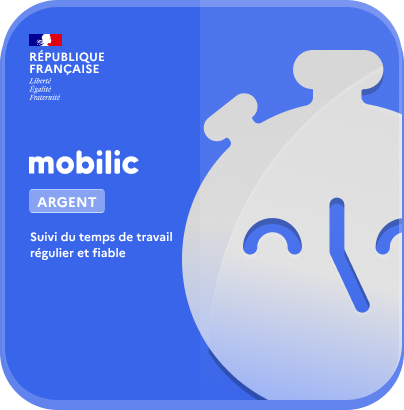 RÉPUBLIQUE
FRANÇAISE
Liberté
Égalité
Fraternité
mobilic
ARGENT
Suivi du temps de travail
régulier et fiable